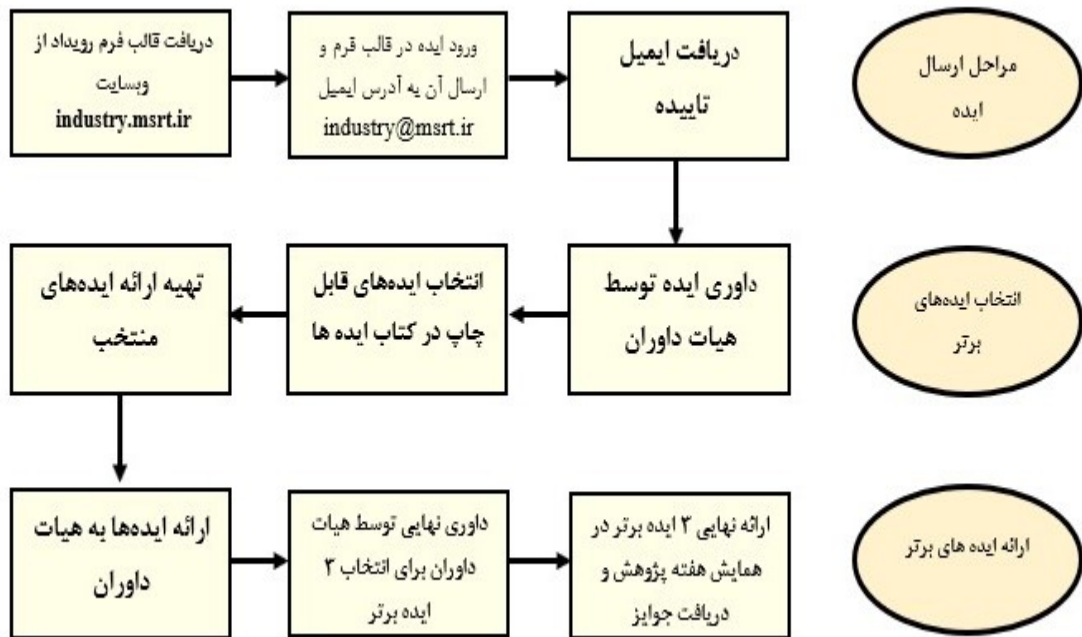 دریافت قالب فرم رویداد از
وبسایت
industry.msrt.ir
ورود ایده در قالب قرم و
ارسال آن یه آدرس ایمیل
industry@msrt.ir
دریافت ایمیل
تاییده
مراحل ارسال
ایده
داوری ایده توسط
هیات داوران
انتخاب ایده‌های قابل
چاپ در کتاب ایده ها
تهیه ارائه ایده‌های
منتخب
انتخاب ایده‌های
برتر
ارائه ایده‌ها به هیات
داوران
داوری نهایی توسط هیات
داوران برای انتخاب ۳
ایده برتر
ارائه نهایی ۳ ایده برتر در
همایش هفته پژوهش و
دریافت جوایز
ارائه ایده های برتر